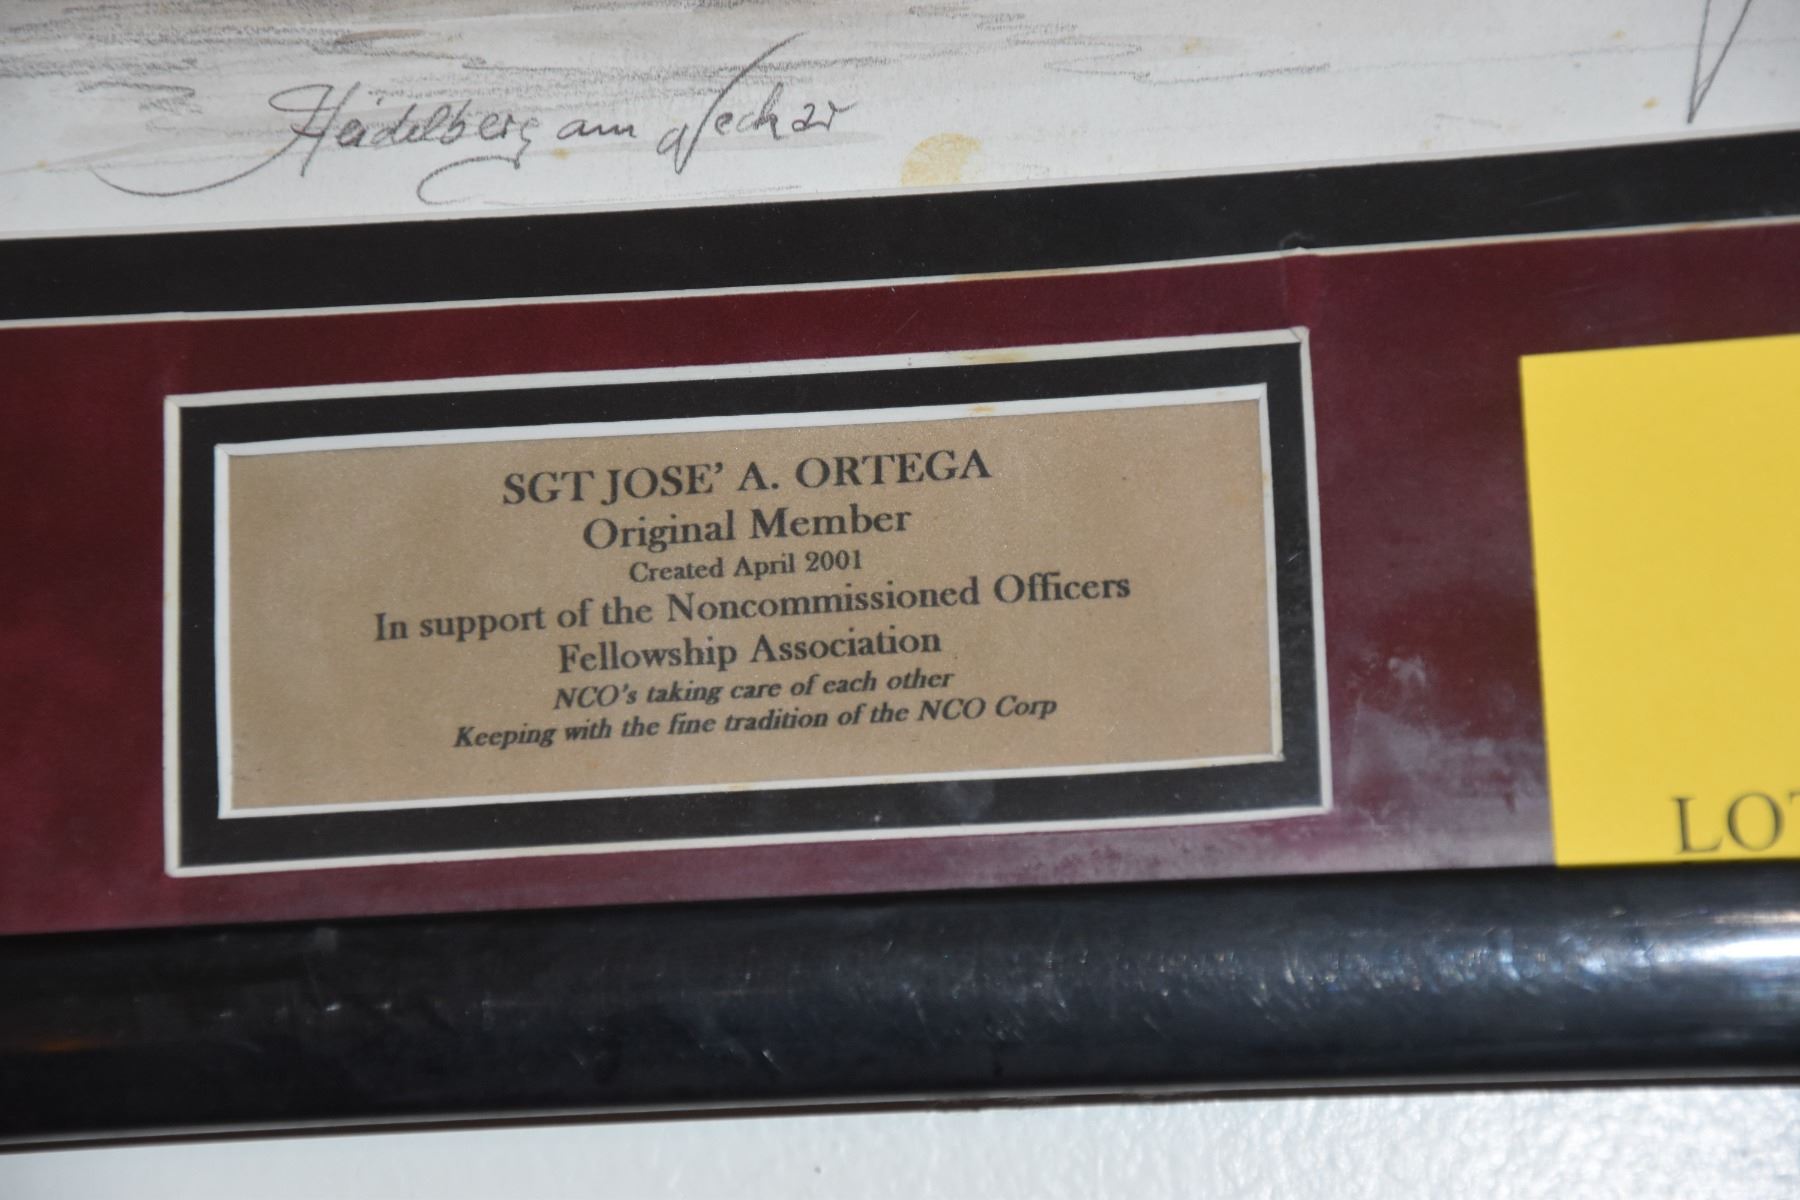 Heidelberg am Neckar
SGT JOSE’ A. ORTEGA
Original Member
Created April 2001
In support of the Noncommissioned Officers
Fellowship Association
NCO’s taking care of each other
Keeping with the fine tradition of the NCO Corp